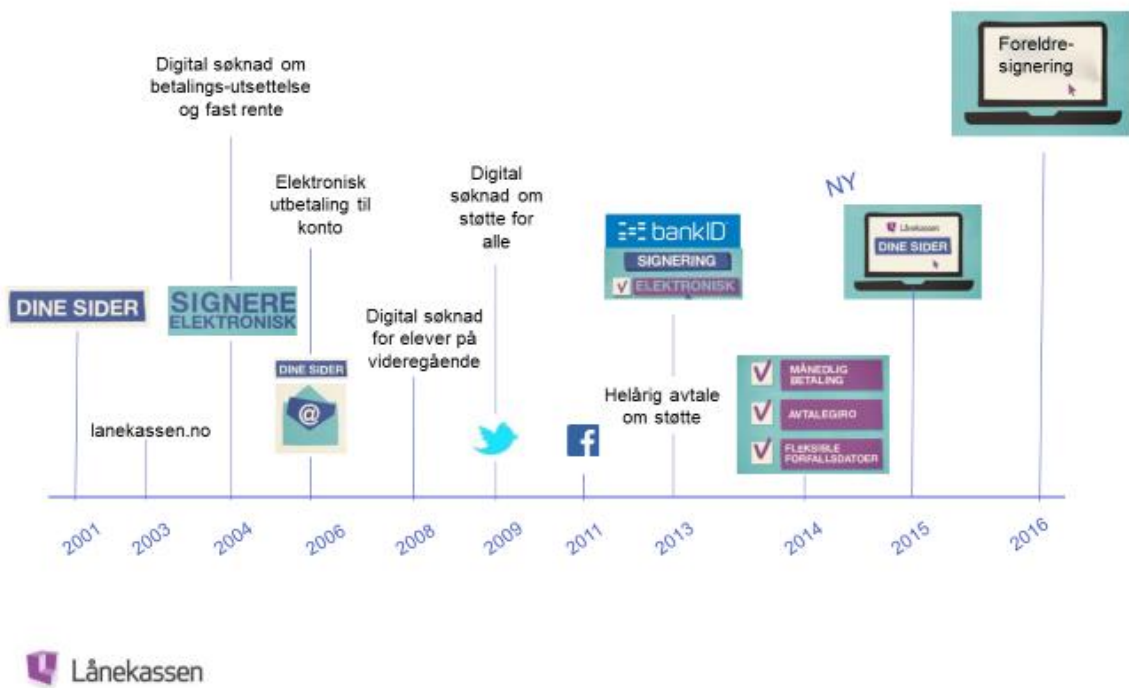 Digital søknad om
betalings-utsettelse
og fast rente
Foreldre-
signering
Elektronisk
utbetaling til
konto
Digital
søknad om
støtte for
alle
NY
bankID
SIGNERING
ELEKTRONISK
Lånekassen
DINE SIDER
DINE SIDER
SIGNERE
ELEKTRONISK
Digital søknad
for elever på
videregående
DINE SIDER
@
lanekassen.no
Helårig avtale
om støtte
MÅNEDLIG
BETALING
AVTALEGIRO
FLEKSIBLE
FORFALLSDATOER
2001
2003
2004
2006
2008
2009
2011
2013
2014
2015
2016
Lånekassen